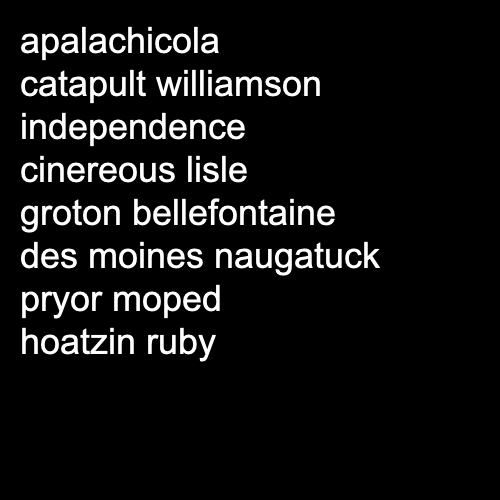 apalachicola
catapult williamson
independence
cinereous lisle
groton bellefontaine
des moines naugatuck
pryor moped
hoatzin ruby